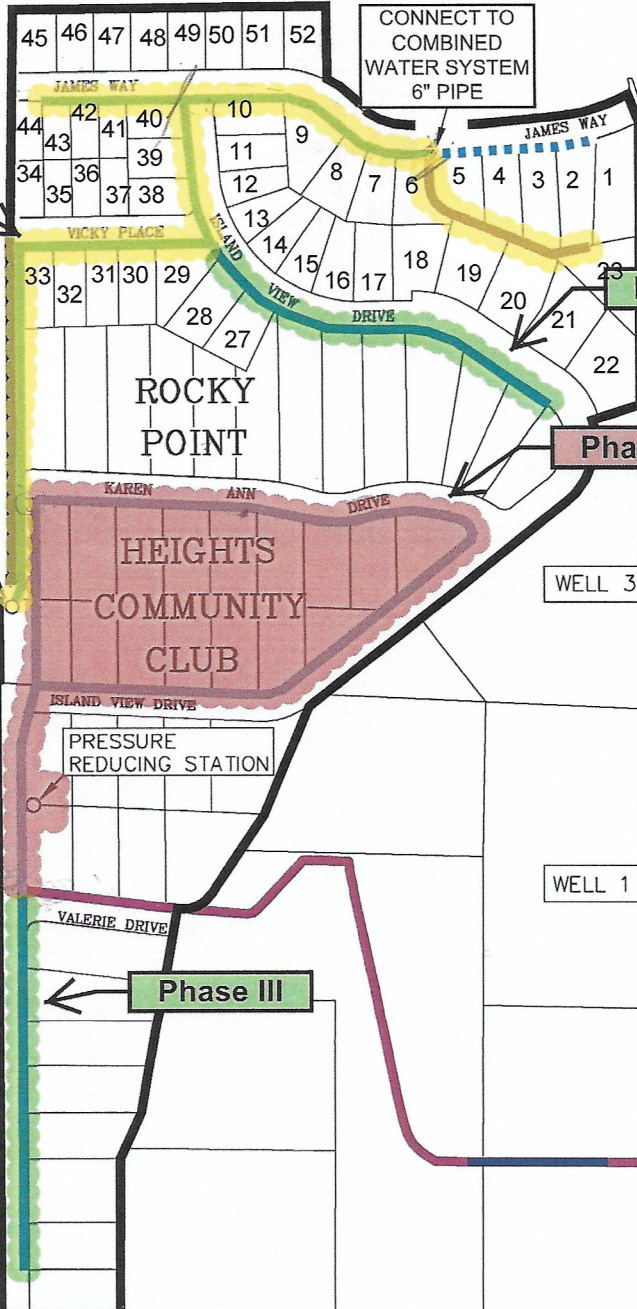 45 46 47 48 49 50 51 52
CONNECT TO
COMBINED
WATER SYSTEM
6" PIPE
JAMES WAY
JAMES WAY
44 43 42 41 40 10 9 8 7 6 5 4 3 2 1
39 11
34 35 36 37 38 12
13
14
15
16 17 18 19 20 21 22 23
VICKY PLACE
ISLAND VIEW DRIVE
33 32 31 30 29
28 27
ROCKY
POINT
Pha
KAREN ANN DRIVE
HEIGHTS
COMMUNITY
CLUB
WELL 3
ISLAND VIEW DRIVE
PRESSURE
REDUCING STATION
WELL 1
VALERIE DRIVE
Phase III